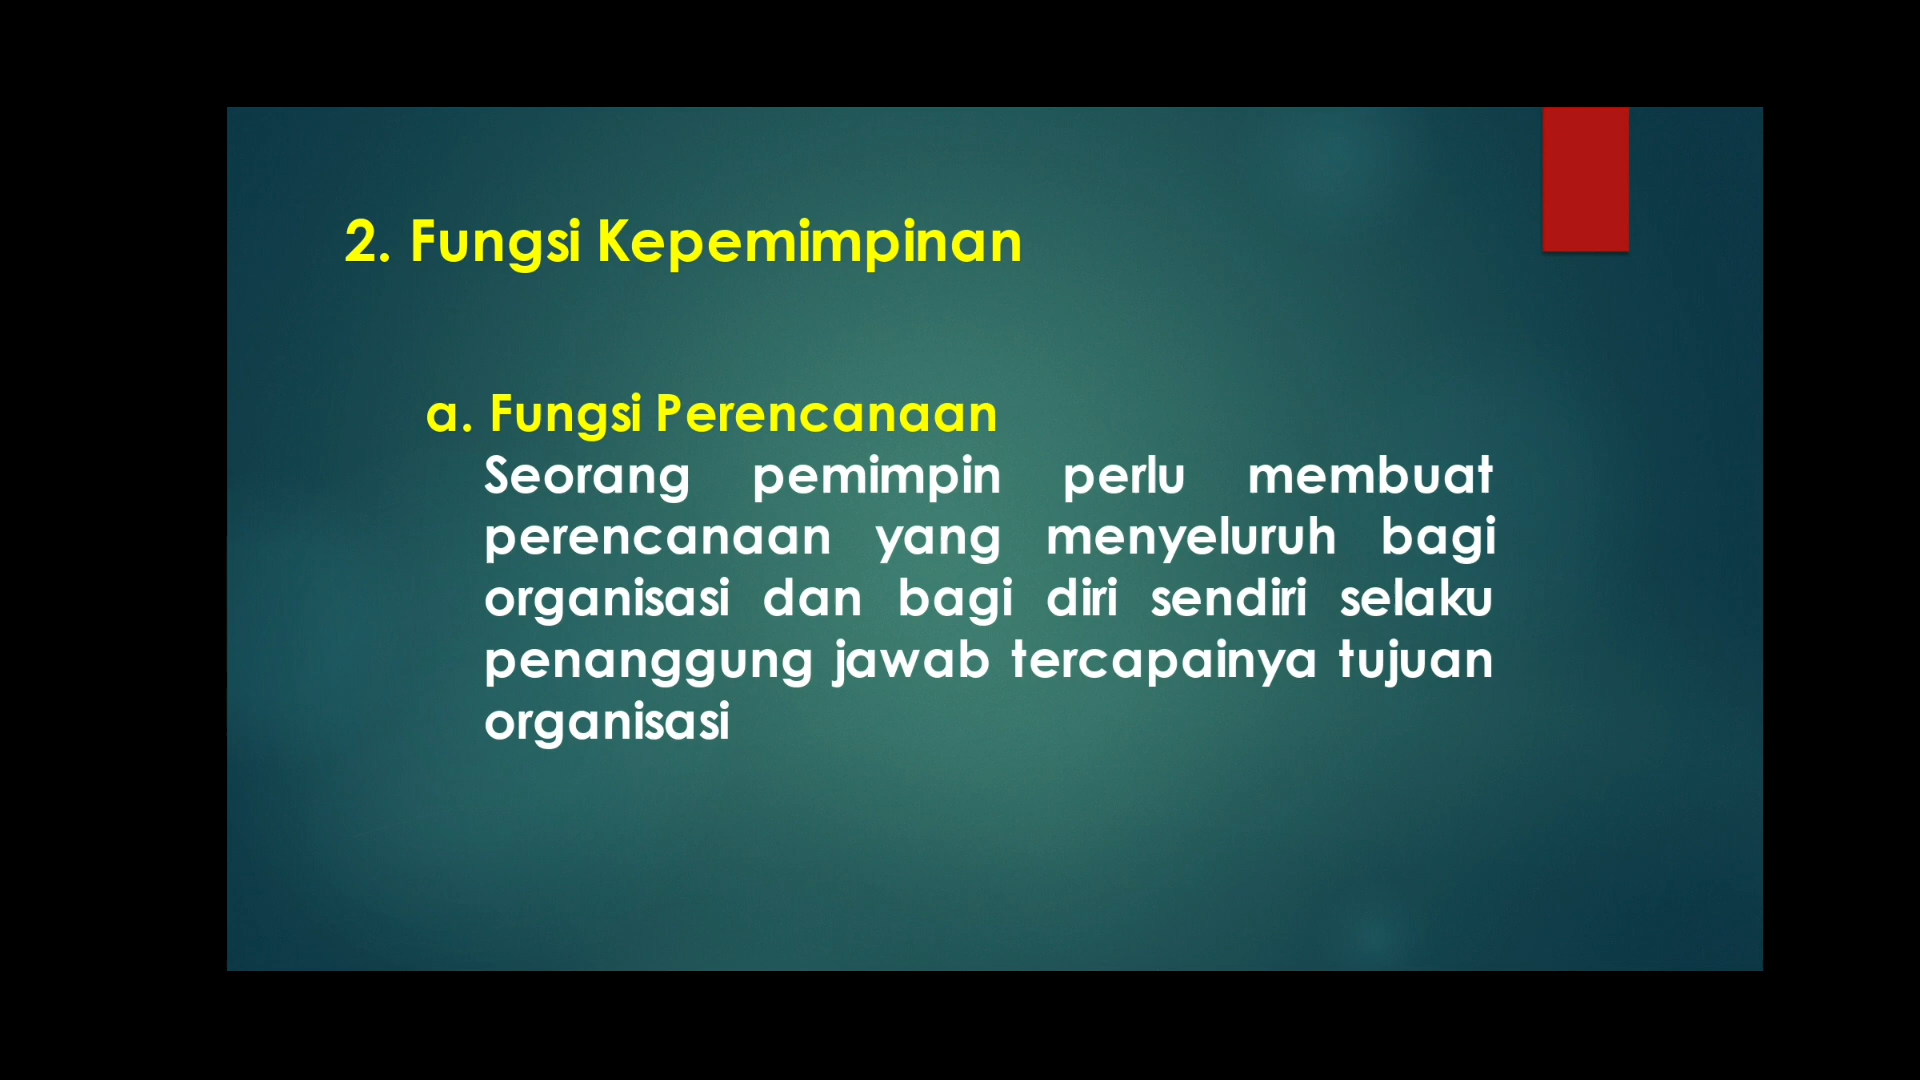 2. Fungsi Kepemimpinan
a. Fungsi Perencanaan
Seorang pemimpin perlu membuat
perencanaan yang menyeluruh bagi
organisasi dan bagi diri sendiri selaku
penanggung jawab tercapainya tujuan
organisasi